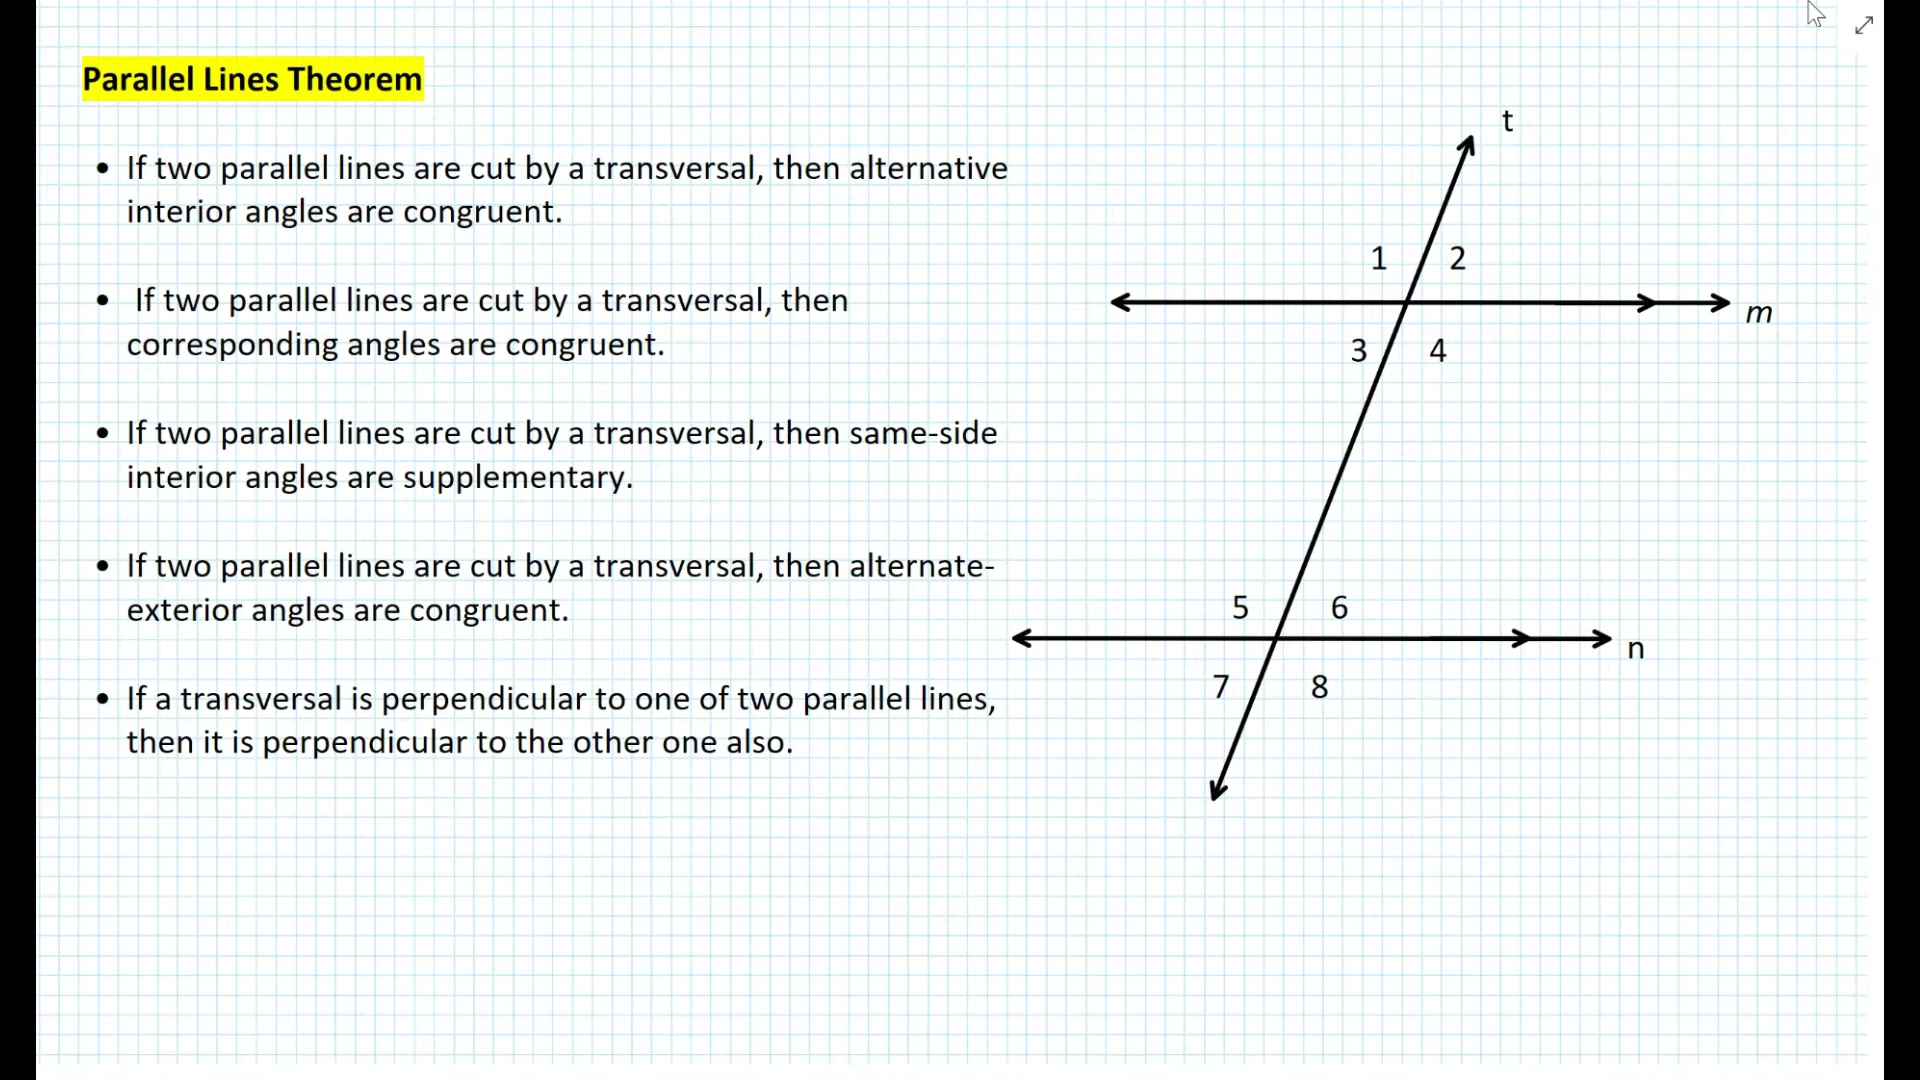 Parallel Lines Theorem
• If two parallel lines are cut by a transversal, then alternative
interior angles are congruent.
• If two parallel lines are cut by a transversal, then
corresponding angles are congruent.
• If two parallel lines are cut by a transversal, then same-side
interior angles are supplementary.
• If two parallel lines are cut by a transversal, then alternate-
exterior angles are congruent.
• If a transversal is perpendicular to one of two parallel lines,
then it is perpendicular to the other one also.
t
1 2
m
3 4
5 6
n
7 8